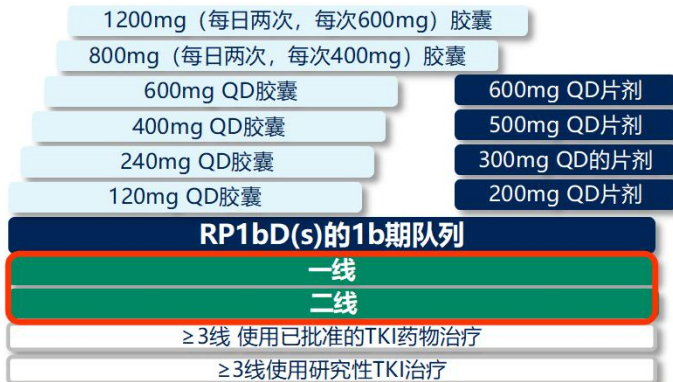 1200mg（每日两次，每次600mg）胶囊
800mg（每日两次，每次400mg）胶囊
600mg QD胶囊
600mg QD片剂
400mg QD胶囊
500mg QD片剂
240mg QD胶囊
300mg QD的片剂
120mg QD胶囊
200mg QD片剂
RP1bD(s)的1b期队列
一线
二线
≥3线 使用已批准的TKI药物治疗
≥3线使用研究性TKI治疗